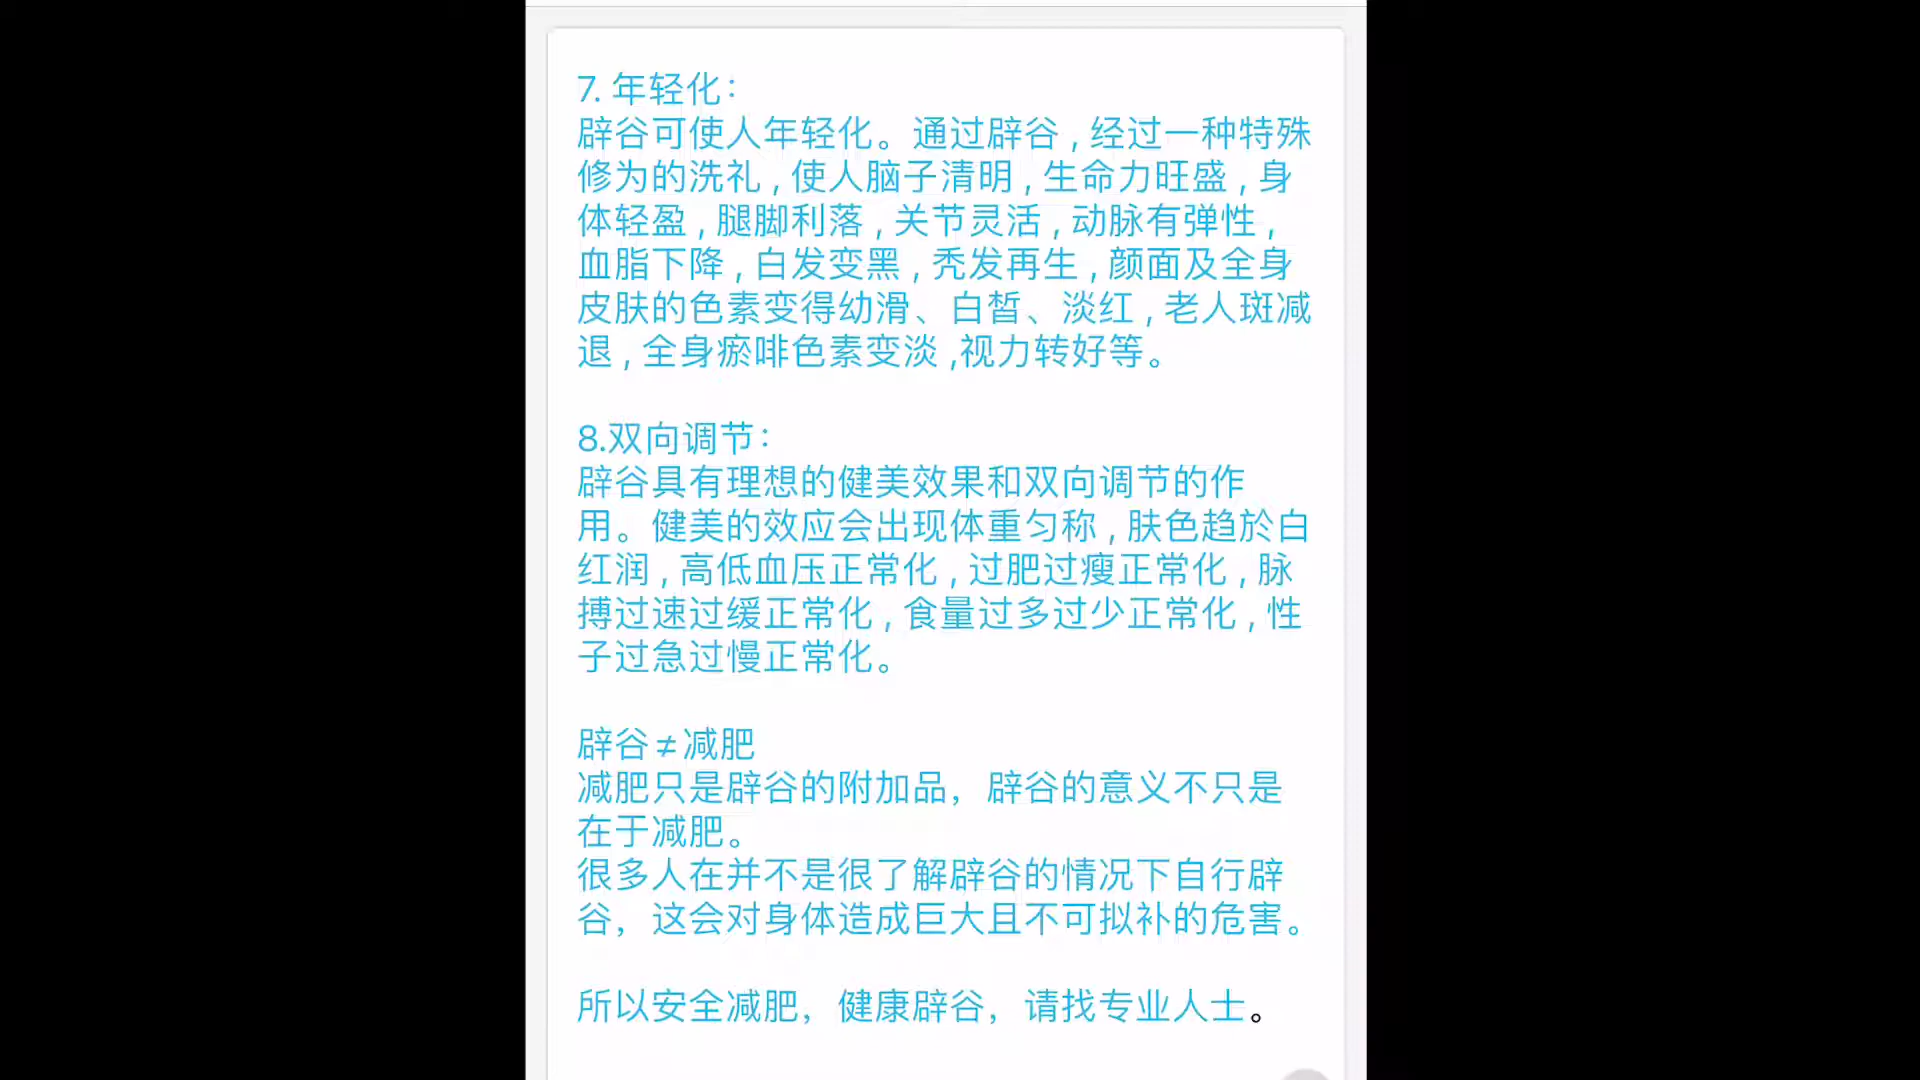 7. 年轻化：
辟谷可使人年轻化。通过辟谷，经过一种特殊
修为的洗礼，使人脑子清明，生命力旺盛，身
体轻盈，腿脚利落，关节灵活，动脉有弹性，
血脂下降，白发变黑，秃发再生，颜面及全身
皮肤的色素变得幼滑、白皙、淡红，老人斑减
退，全身瘀啡色素变淡，视力转好等。
8.双向调节：
辟谷具有理想的健美效果和双向调节的作
用。健美的效应会出现体重匀称，肤色趋於白
红润，高低血压正常化，过肥过瘦正常化，脉
搏过速过缓正常化，食量过多过少正常化，性
子过急过慢正常化。
辟谷≠减肥
减肥只是辟谷的附加品，辟谷的意义不只是
在于减肥。
很多人在并不是很了解辟谷的情况下自行辟
谷，这会对身体造成巨大且不可拟补的危害。
所以安全减肥，健康辟谷，请找专业人士。